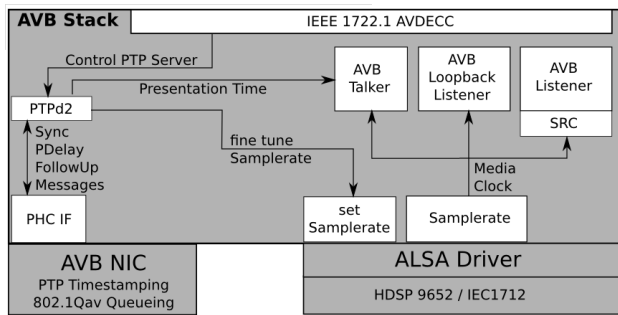 AVB Stack
IEEE 1722.1 AVDECC
Control PTP Server
Presentation Time
AVB
Talker
AVB
Loopback
Listener
AVB
Listener
SRC
PTPd2
Sync
PDelay
FollowUp
Messages
fine tune
Samplerate
Media
Clock
PHC IF
set
Samplerate
Samplerate
AVB NIC
PTP Timestamping
802.1Qav Queueing
ALSA Driver
HDSP 9652 / IEC1712